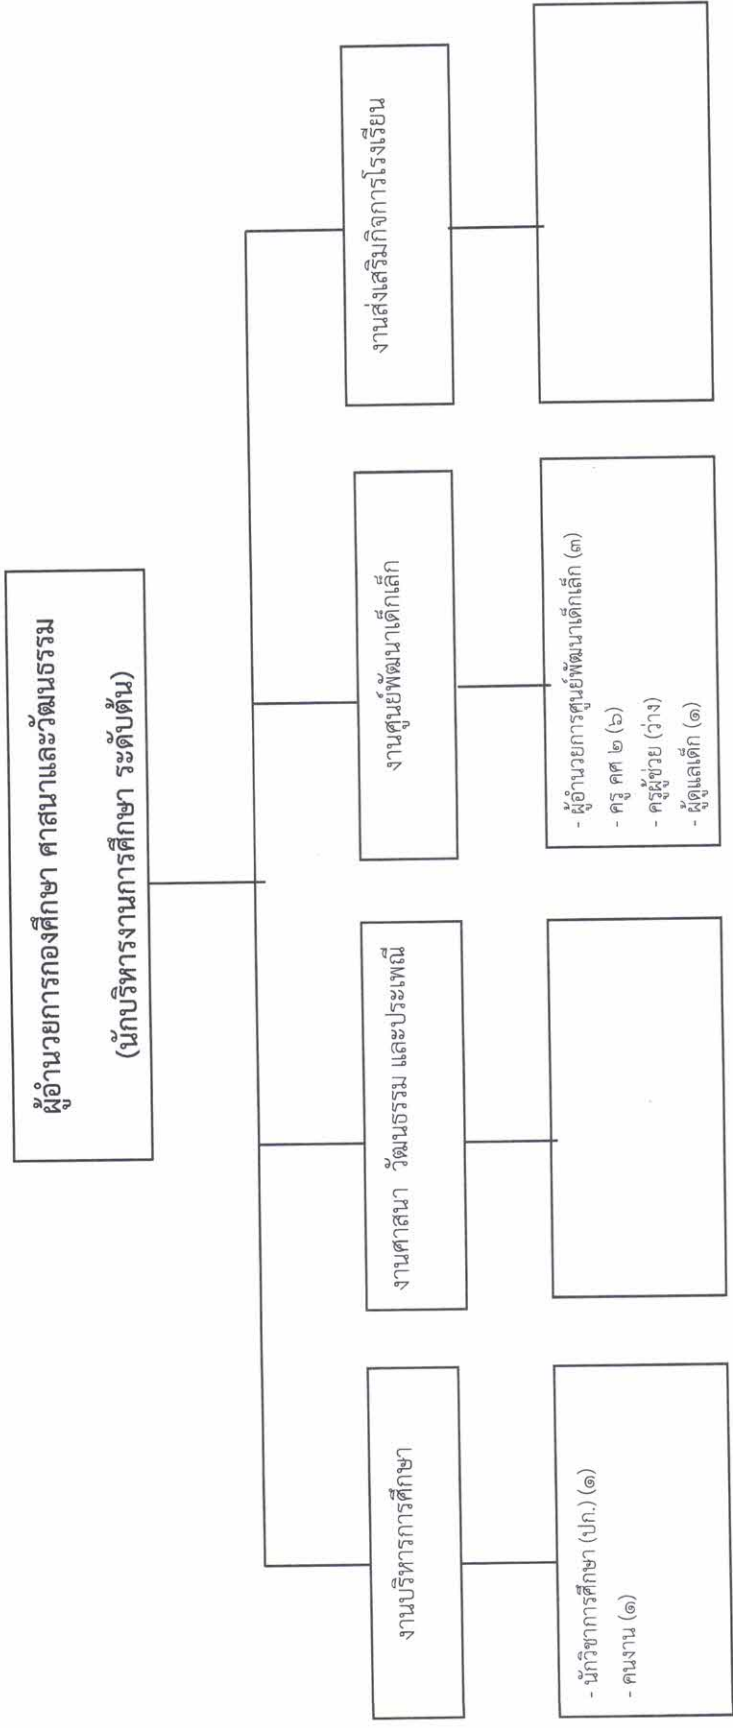 ผู้อำนวยการกองศึกษา ศาสนาและวัฒนธรรม
(นักบริหารงานการศึกษา ระดับต้น)
งานบริหารการศึกษา
งานศาสนา วัฒนธรรม และประเพณี
งานศูนย์พัฒนาเด็กเล็ก
งานส่งเสริมกิจการโรงเรียน
- นักวิชาการศึกษา (ปก.) (๑)
- คนงาน (๑)
- ผู้อำนวยการศูนย์พัฒนาเด็กเล็ก (๓)
- ครู คศ ๒ (๖)
- ครูผู้ช่วย (ว่าง)
- ผู้ดูแลเด็ก (๑)